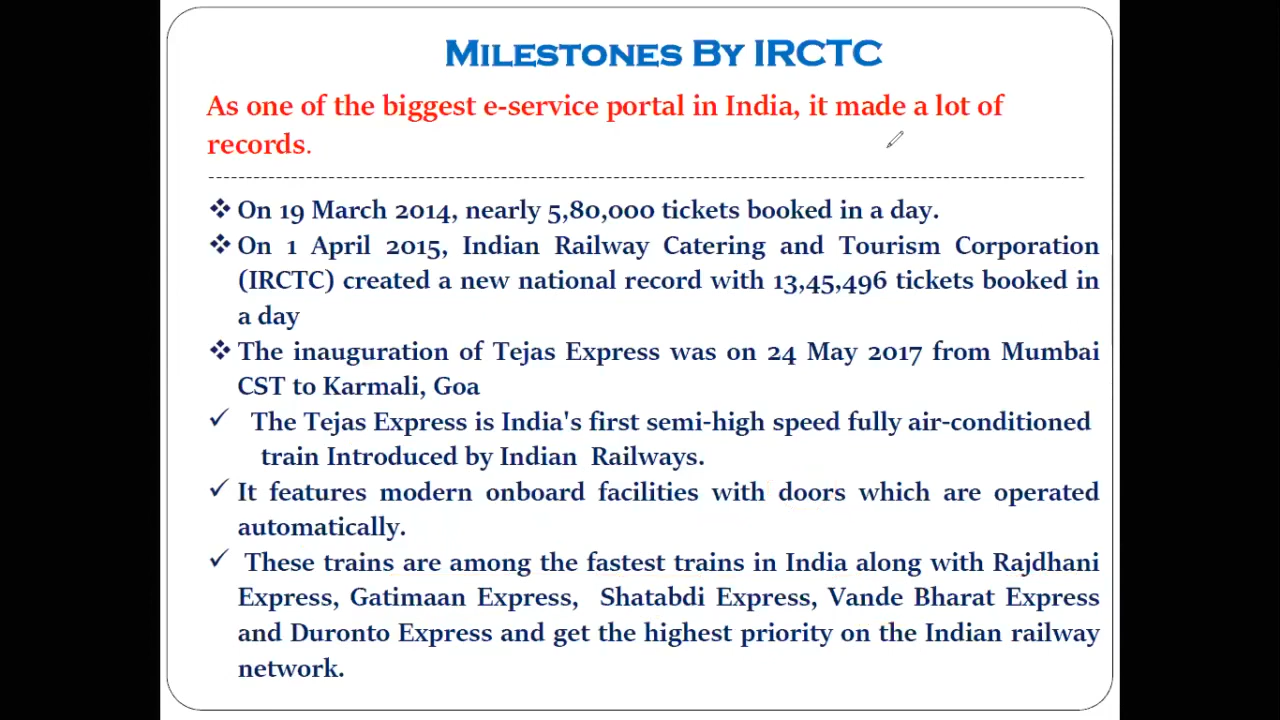 Milestones By IRCTC
As one of the biggest e-service portal in India, it made a lot of
records.
--------------------------------------------------------------------------------
❖ On 19 March 2014, nearly 5,80,000 tickets booked in a day.
❖ On 1 April 2015, Indian Railway Catering and Tourism Corporation
(IRCTC) created a new national record with 13,45,496 tickets booked in
a day
❖ The inauguration of Tejas Express was on 24 May 2017 from Mumbai
CST to Karmali, Goa
✓ The Tejas Express is India's first semi-high speed fully air-conditioned
train Introduced by Indian Railways.
✓ It features modern onboard facilities with doors which are operated
automatically.
✓ These trains are among the fastest trains in India along with Rajdhani
Express, Gatimaan Express, Shatabdi Express, Vande Bharat Express
and Duronto Express and get the highest priority on the Indian railway
network.